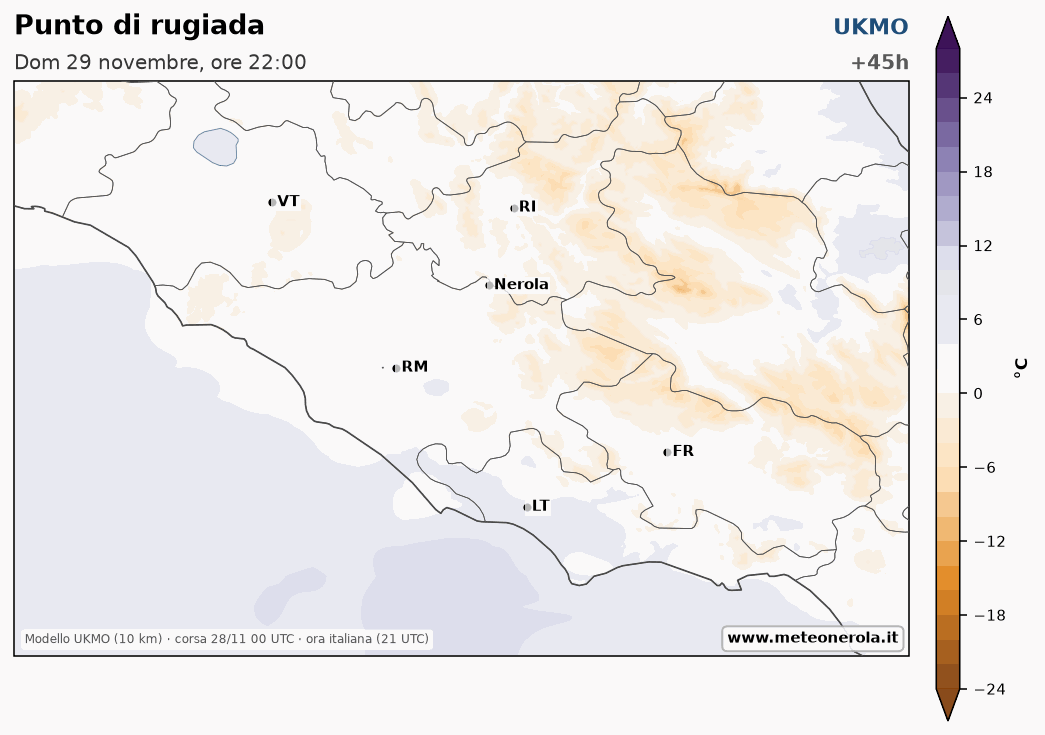 Punto di rugiada
UKMO
Dom 29 novembre, ore 22:00
+45h
VT
RI
Nerola
RM
FR
LT
24
18
12
6
0
−6
−12
−18
−24
°C
Modello UKMO (10 km) · corsa 28/11 00 UTC · ora italiana (21 UTC)
www.meteonerola.it